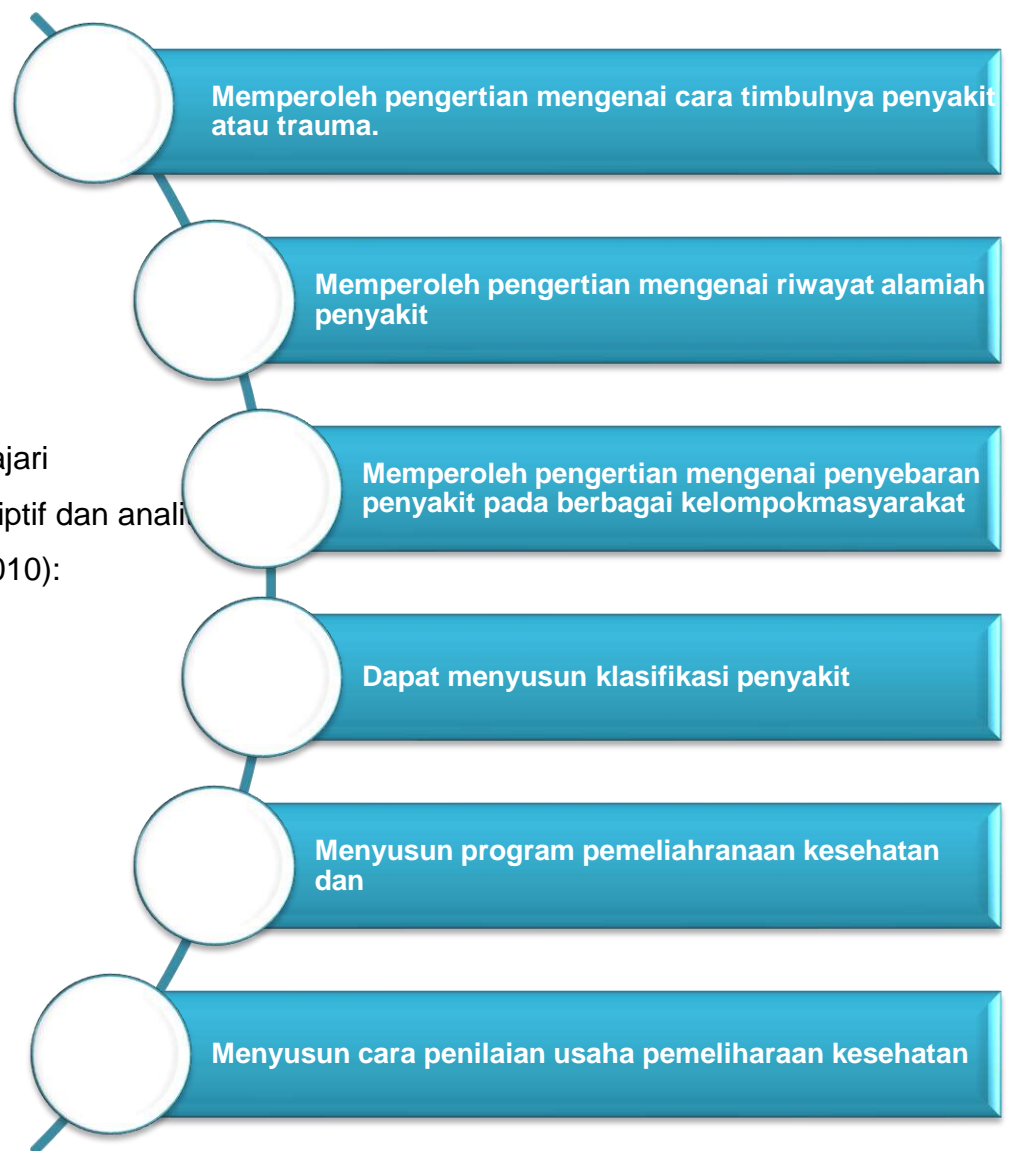 Memperoleh pengertian mengenai cara timbulnya penyakit
atau trauma.
Memperoleh pengertian mengenai riwayat alamiah
penyakit
ajari
iptif dan anali
010):
Memperoleh pengertian mengenai penyebaran
penyakit pada berbagai kelompokmasyarakat
Dapat menyusun klasifikasi penyakit
Menyusun program pemeliahranaan kesehatan
dan
Menyusun cara penilaian usaha pemeliharaan kesehatan